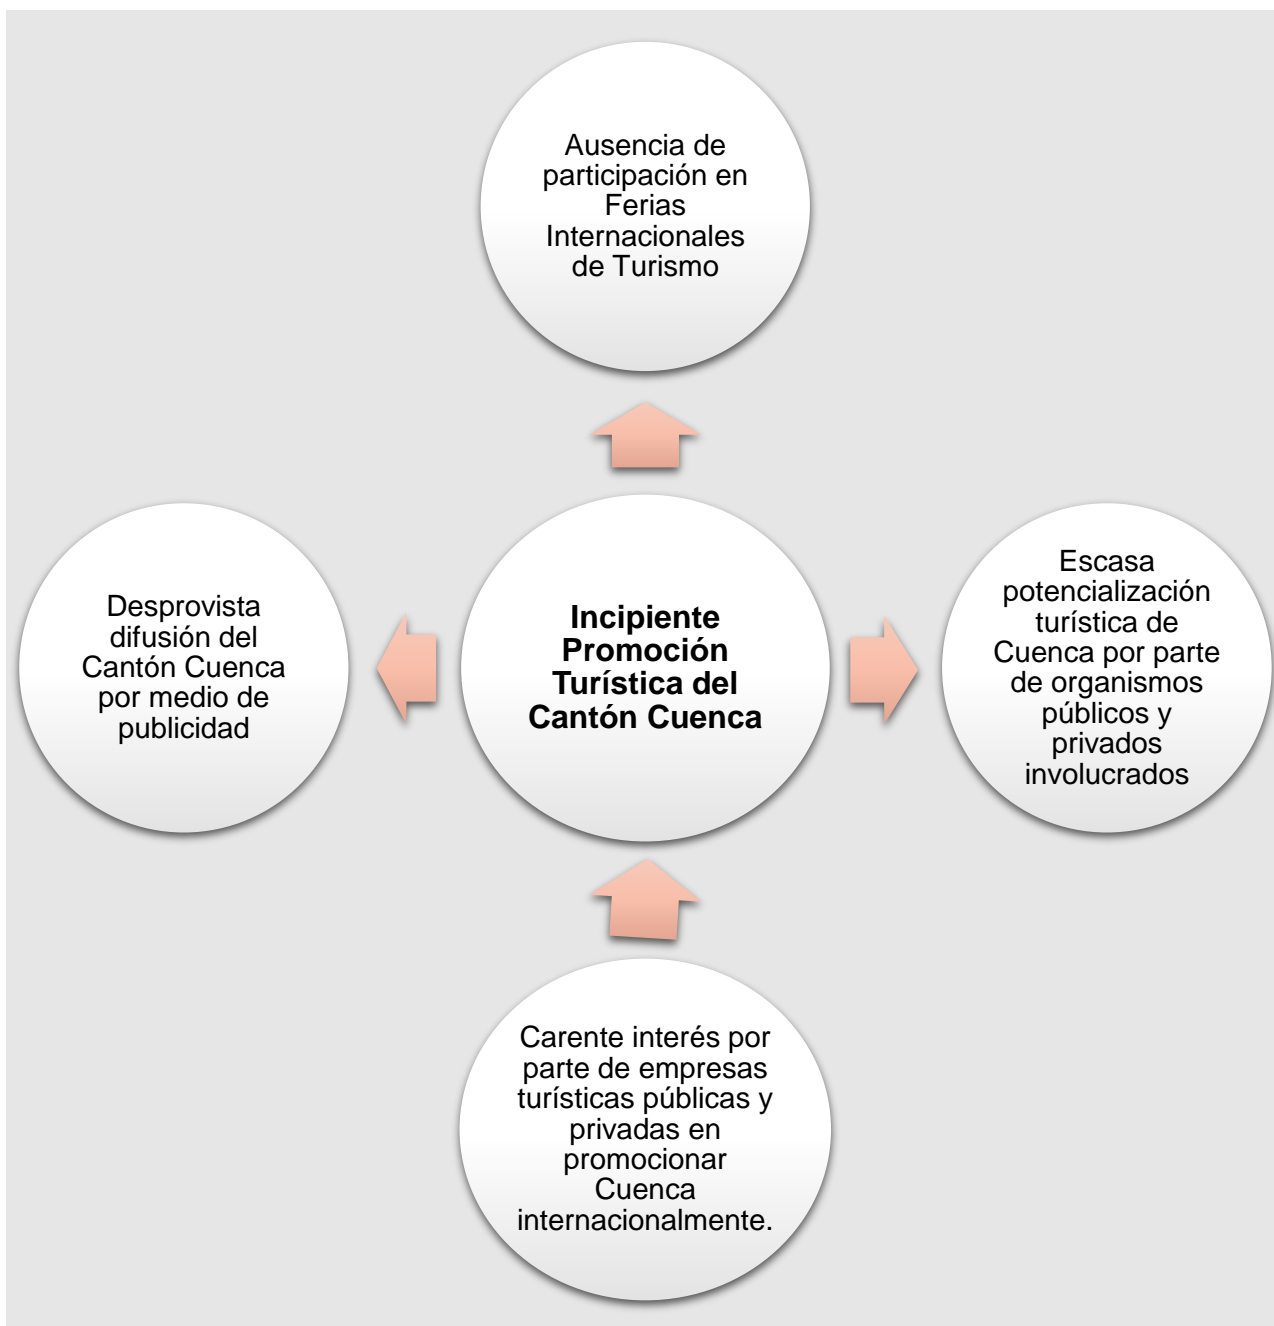 Ausencia de
participación en
Ferias
Internacionales
de Turismo
Desprovista
difusión del
Cantón Cuenca
por medio de
publicidad
Incipiente
Promoción
Turística del
Cantón Cuenca
Escasa
potencialización
turística de
Cuenca por parte
de organismos
públicos y
privados
involucrados
Carente interés por
parte de empresas
turísticas públicas y
privadas en
promocionar
Cuenca
internacionalmente.